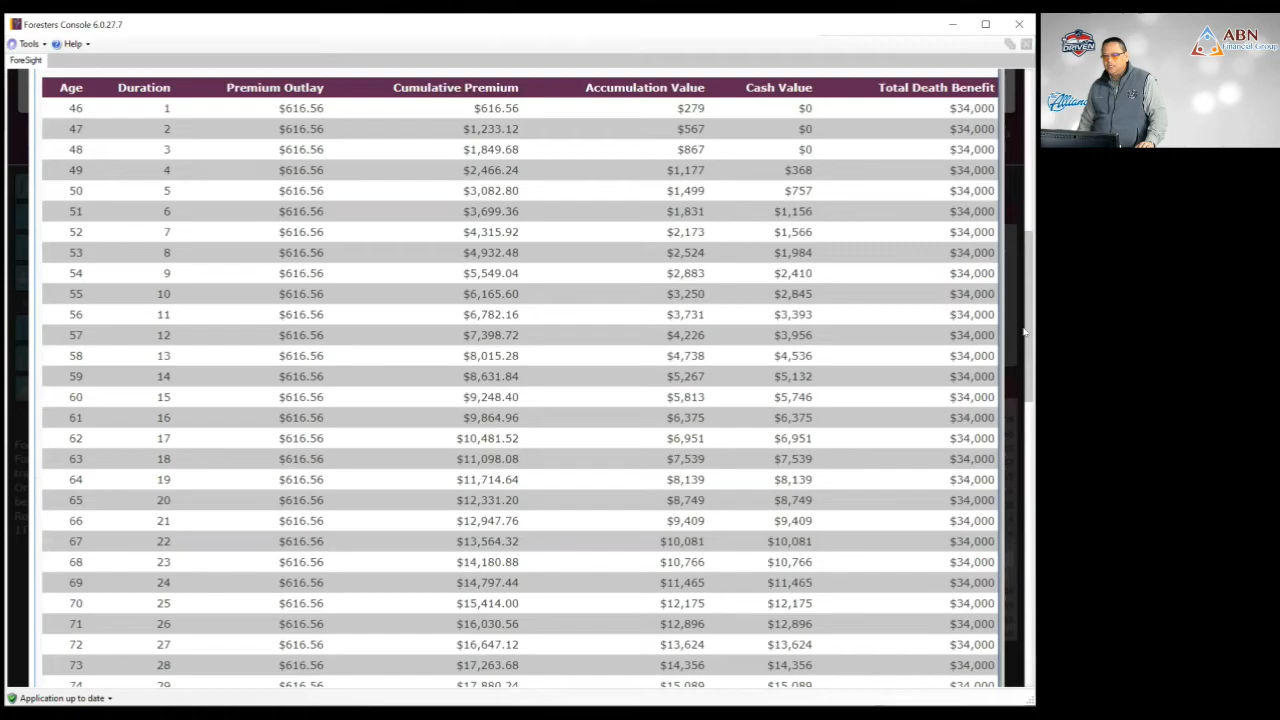 Foresters Console 6.0.27.7
Tools Help
ForeSight
Age Duration Premium Outlay Cumulative Premium Accumulation Value Cash Value Total Death Benefit
46 1 $616.56 $616.56 $279 $0 $34,000
47 2 $616.56 $1,233.12 $567 $0 $34,000
48 3 $616.56 $1,849.68 $867 $0 $34,000
49 4 $616.56 $2,466.24 $1,177 $368 $34,000
50 5 $616.56 $3,082.80 $1,499 $757 $34,000
51 6 $616.56 $3,699.36 $1,831 $1,156 $34,000
52 7 $616.56 $4,315.92 $2,173 $1,566 $34,000
53 8 $616.56 $4,932.48 $2,524 $1,984 $34,000
54 9 $616.56 $5,549.04 $2,883 $2,410 $34,000
55 10 $616.56 $6,165.60 $3,250 $2,845 $34,000
56 11 $616.56 $6,782.16 $3,731 $3,393 $34,000
57 12 $616.56 $7,398.72 $4,226 $3,956 $34,000
58 13 $616.56 $8,015.28 $4,738 $4,536 $34,000
59 14 $616.56 $8,631.84 $5,267 $5,132 $34,000
60 15 $616.56 $9,248.40 $5,813 $5,746 $34,000
61 16 $616.56 $9,864.96 $6,375 $6,375 $34,000
62 17 $616.56 $10,481.52 $6,951 $6,951 $34,000
63 18 $616.56 $11,098.08 $7,539 $7,539 $34,000
64 19 $616.56 $11,714.64 $8,139 $8,139 $34,000
65 20 $616.56 $12,331.20 $8,749 $8,749 $34,000
66 21 $616.56 $12,947.76 $9,409 $9,409 $34,000
67 22 $616.56 $13,564.32 $10,081 $10,081 $34,000
68 23 $616.56 $14,180.88 $10,766 $10,766 $34,000
69 24 $616.56 $14,797.44 $11,465 $11,465 $34,000
70 25 $616.56 $15,414.00 $12,175 $12,175 $34,000
71 26 $616.56 $16,030.56 $12,896 $12,896 $34,000
72 27 $616.56 $16,647.12 $13,624 $13,624 $34,000
73 28 $616.56 $17,263.68 $14,356 $14,356 $34,000
74 29 $616.56 $17,880.24 $15,089 $15,089 $34,000
Application up to date
DRIVEN
ABN
Financial Group